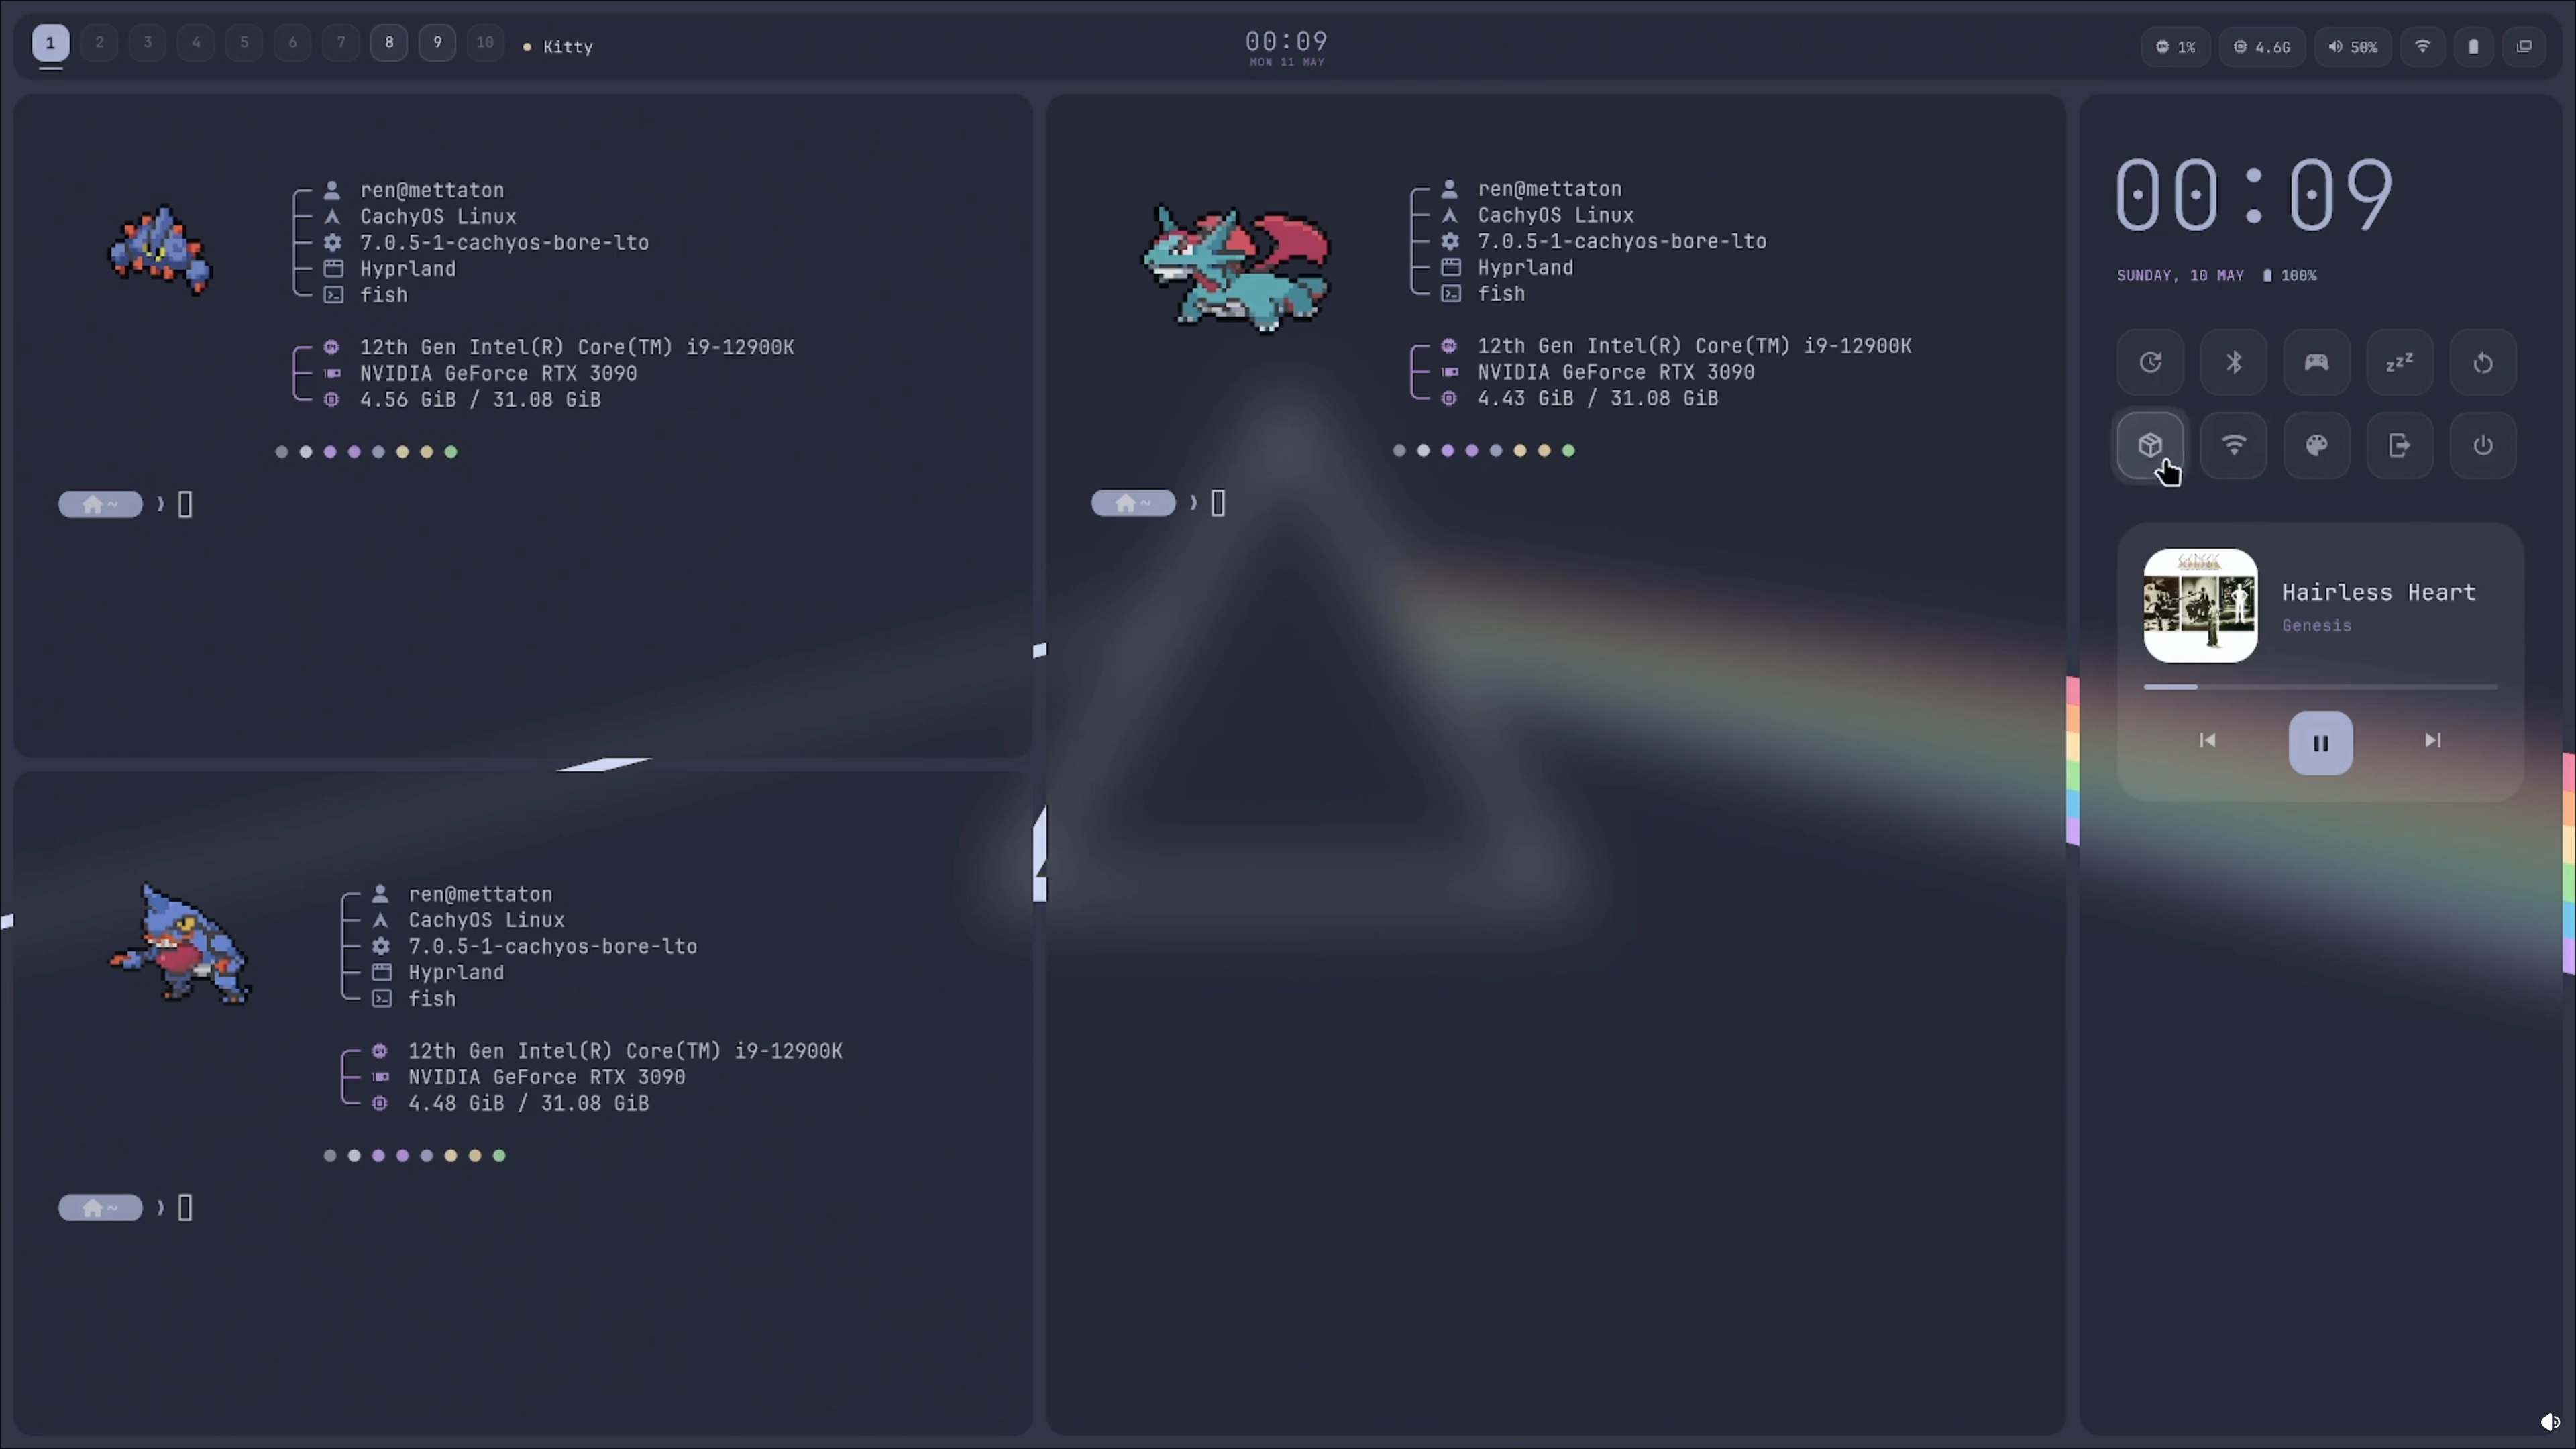 1 2 3 4 5 6 7 8 9 10 Kitty
00:09
MON 11 MAY
1% 4.6G 50%
ren@mettaton
CachyOS Linux
7.0.5-1-cachyos-bore-lto
Hyprland
fish
12th Gen Intel(R) Core(TM) i9-12900K
NVIDIA GeForce RTX 3090
4.56 GiB / 31.08 GiB
~ ❭
ren@mettaton
CachyOS Linux
7.0.5-1-cachyos-bore-lto
Hyprland
fish
12th Gen Intel(R) Core(TM) i9-12900K
NVIDIA GeForce RTX 3090
4.48 GiB / 31.08 GiB
~ ❭
ren@mettaton
CachyOS Linux
7.0.5-1-cachyos-bore-lto
Hyprland
fish
12th Gen Intel(R) Core(TM) i9-12900K
NVIDIA GeForce RTX 3090
4.43 GiB / 31.08 GiB
~ ❭
00:09
SUNDAY, 10 MAY 100%
zzz
Hairless Heart
Genesis